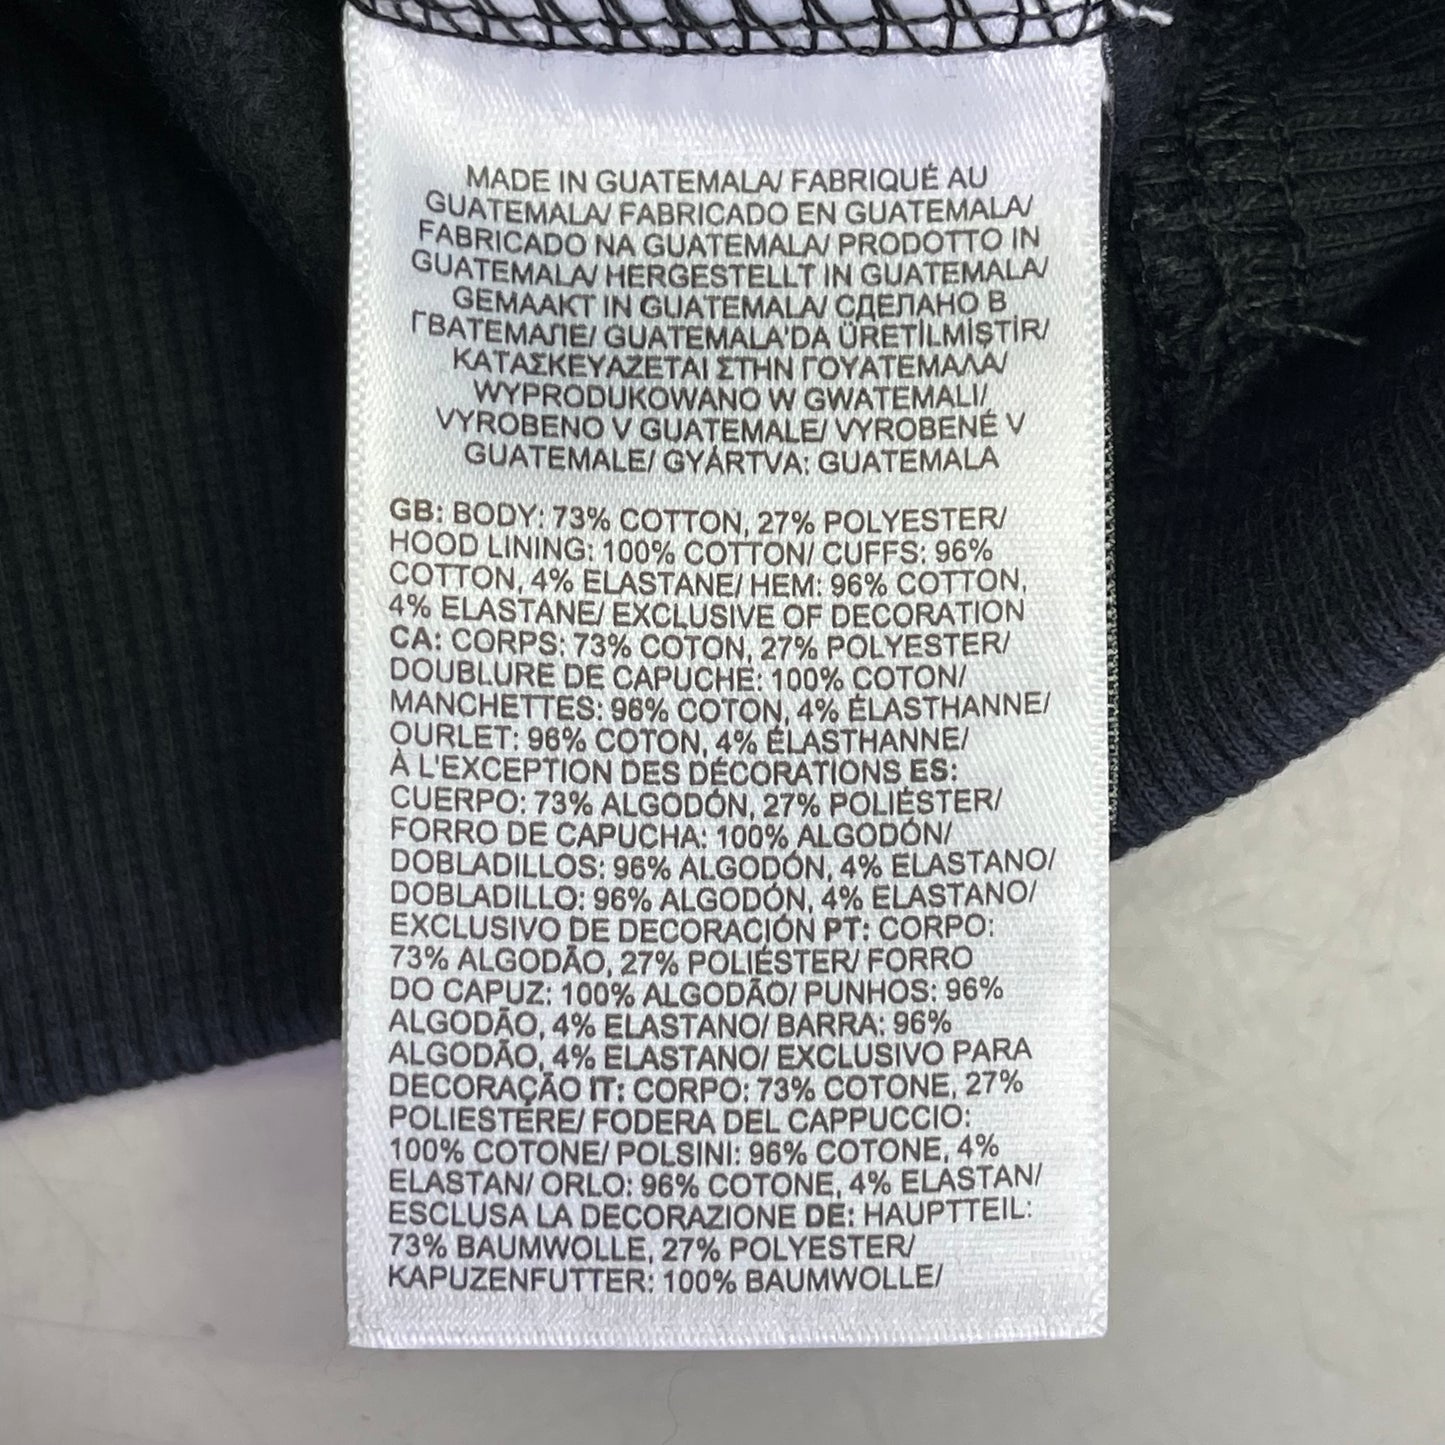 MADE IN GUATEMALA/ FABRIQUÉ AU
GUATEMALA/ FABRICADO EN GUATEMALA/
FABRICADO NA GUATEMALA/ PRODOTTO IN
GUATEMALA/ HERGESTELLT IN GUATEMALA/
GEMAAKT IN GUATEMALA/ СДЕЛАНО В
ГВАТЕМАЛЕ/ GUATEMALA'DA ÜRETİLMİŞTİR/
ΚΑΤΑΣΚΕΥΑΖΕΤΑΙ ΣΤΗΝ ΓΟΥΑΤΕΜΑΛΑ/
WYPRODUKOWANO W GWATEMALI/
VYROBENO V GUATEMALE/ VYROBENÉ V
GUATEMALE/ GYÁRTVA: GUATEMALA
GB: BODY: 73% COTTON, 27% POLYESTER/
HOOD LINING: 100% COTTON/ CUFFS: 96%
COTTON, 4% ELASTANE/ HEM: 96% COTTON,
4% ELASTANE/ EXCLUSIVE OF DECORATION
CA: CORPS: 73% COTON, 27% POLYESTER/
DOUBLURE DE CAPUCHE: 100% COTON/
MANCHETTES: 96% COTON, 4% ÉLASTHANNE/
OURLET: 96% COTON, 4% ÉLASTHANNE/
À L'EXCEPTION DES DÉCORATIONS ES:
CUERPO: 73% ALGODÓN, 27% POLIÉSTER/
FORRO DE CAPUCHA: 100% ALGODÓN/
DOBLADILLOS: 96% ALGODÓN, 4% ELASTANO/
DOBLADILLO: 96% ALGODÓN, 4% ELASTANO/
EXCLUSIVO DE DECORACIÓN PT: CORPO:
73% ALGODÃO, 27% POLIÉSTER/ FORRO
DO CAPUZ: 100% ALGODÃO/ PUNHOS: 96%
ALGODÃO, 4% ELASTANO/ BARRA: 96%
ALGODÃO, 4% ELASTANO/ EXCLUSIVO PARA
DECORAÇÃO IT: CORPO: 73% COTONE, 27%
POLIESTERE/ FODERA DEL CAPPUCCIO:
100% COTONE/ POLSINI: 96% COTONE, 4%
ELASTAN/ ORLO: 96% COTONE, 4% ELASTAN/
ESCLUSA LA DECORAZIONE DE: HAUPTTEIL:
73% BAUMWOLLE, 27% POLYESTER/
KAPUZENFUTTER: 100% BAUMWOLLE/